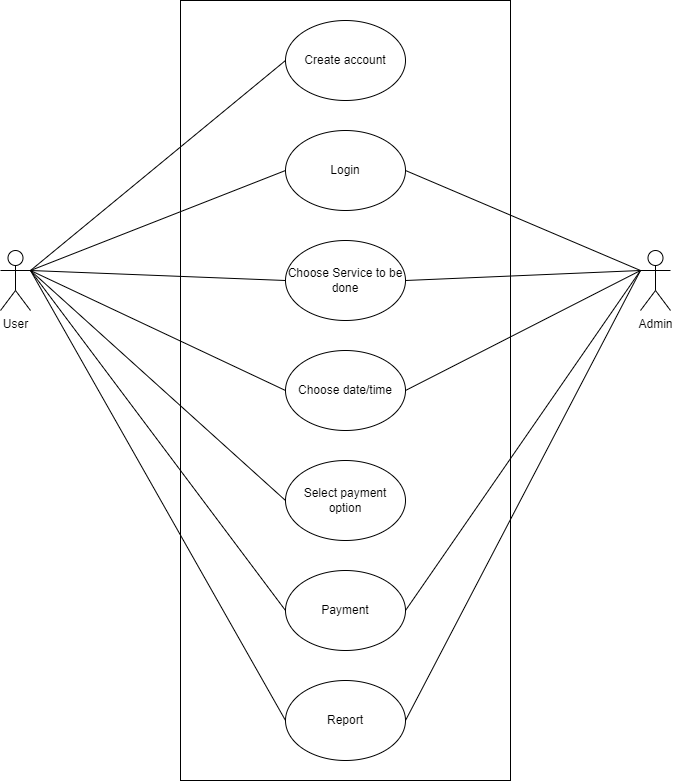 Create account
Login
Choose Service to be
done
User
Admin
Choose date/time
Select payment
option
Payment
Report